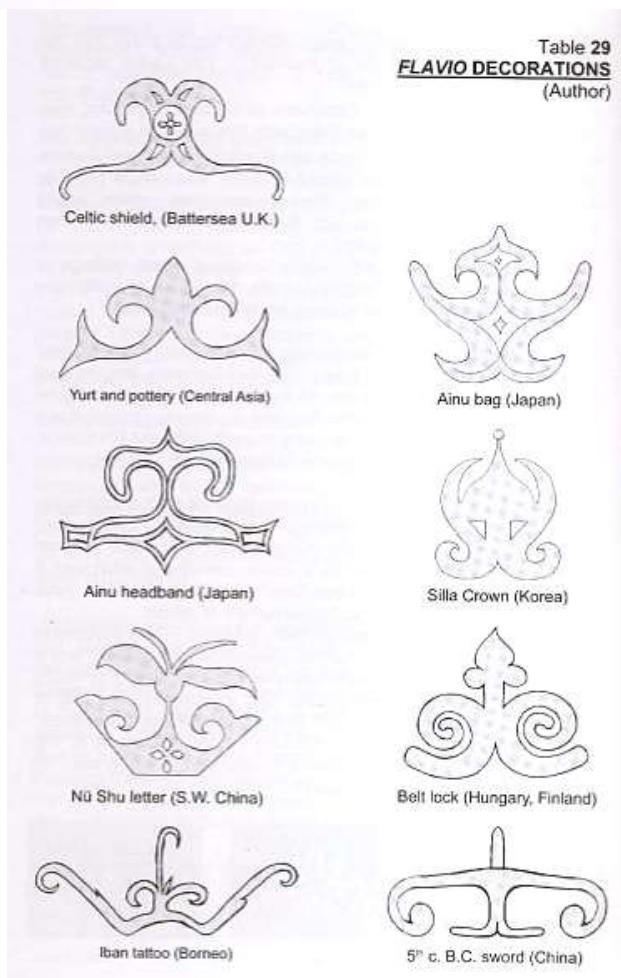 Table 29
FLAVIO DECORATIONS
(Author)
Celtic shield, (Battersea U.K.)
Yurt and pottery (Central Asia)
Ainu bag (Japan)
Ainu headband (Japan)
Silla Crown (Korea)
Nü Shu letter (S.W. China)
Belt lock (Hungary, Finland)
Iban tattoo (Borneo)
5th c. B.C. sword (China)